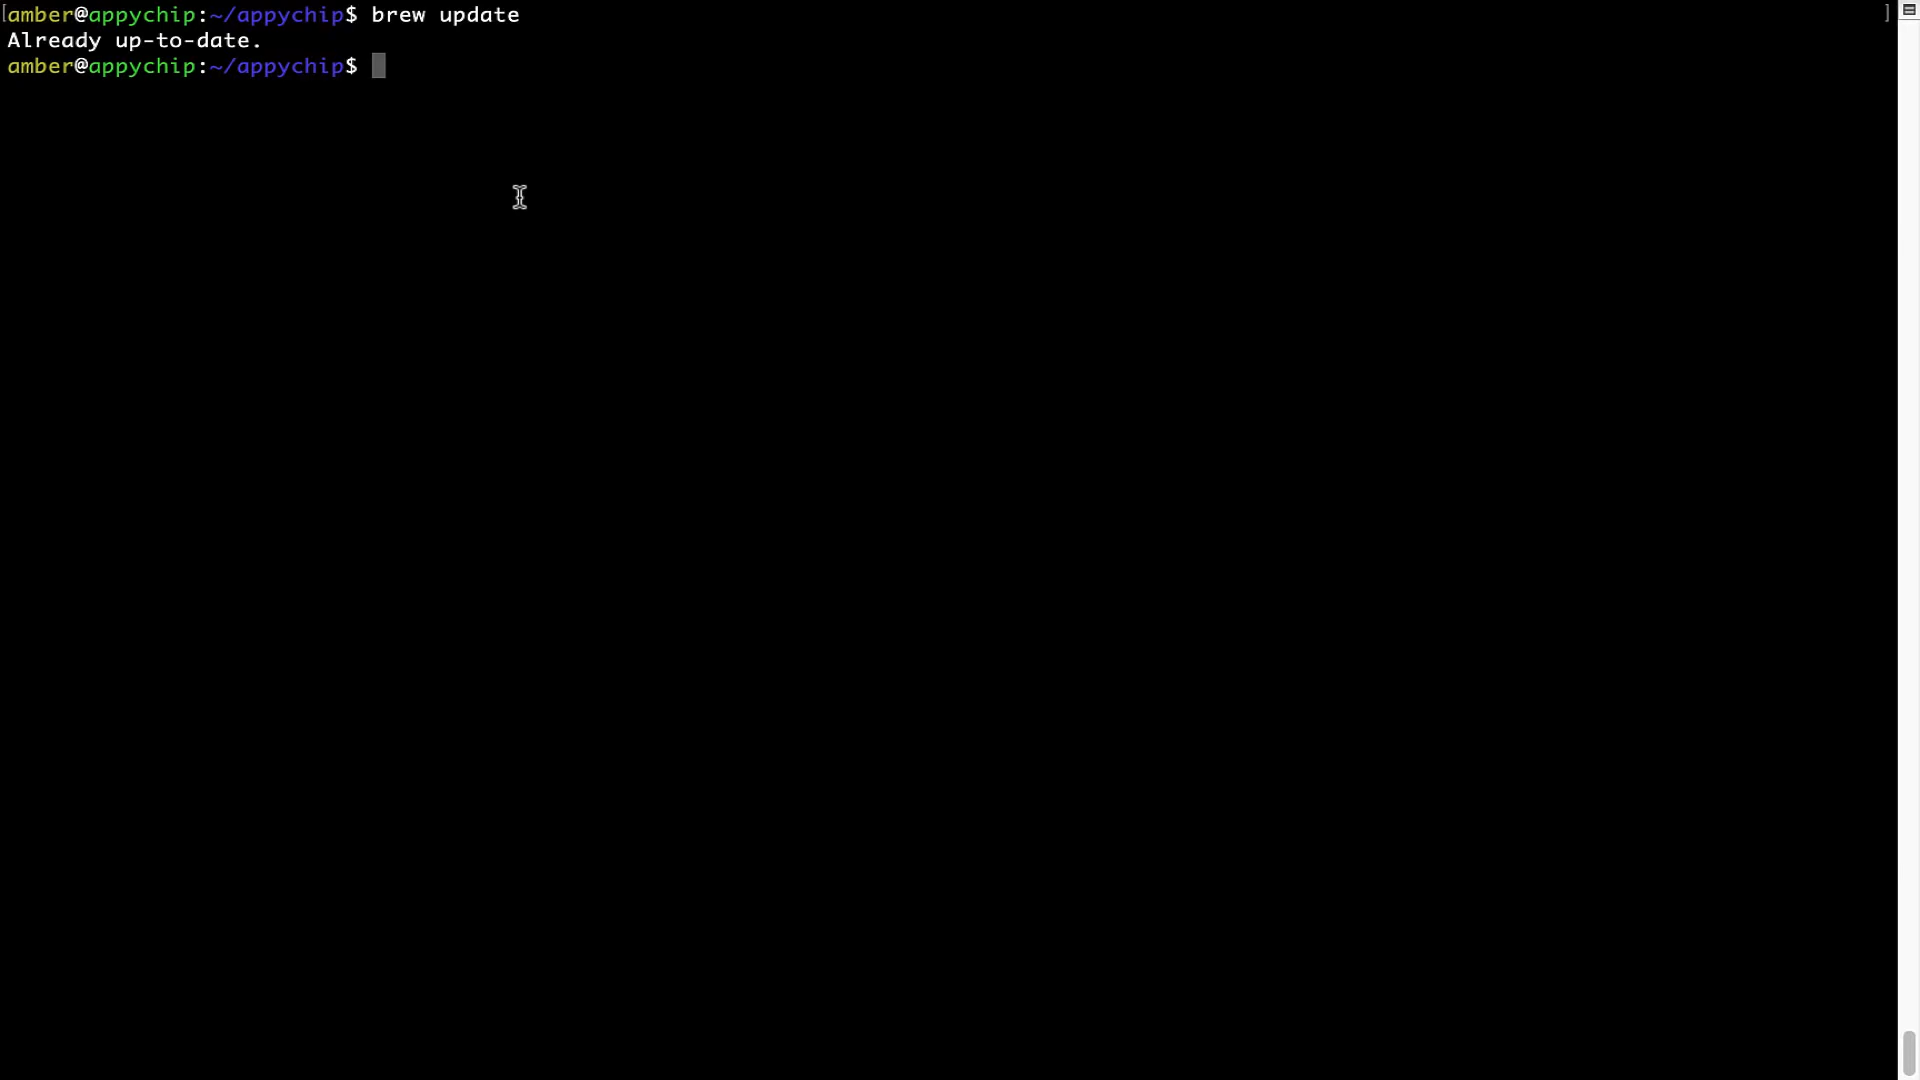 [amber@appychip:~/appychip$ brew update ]
Already up-to-date.
amber@appychip:~/appychip$